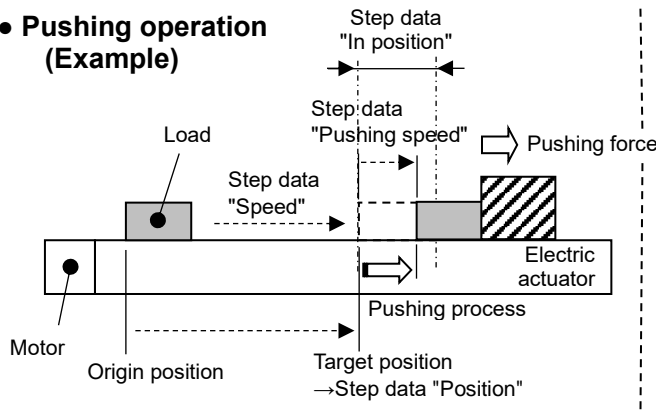 ● Pushing operation
(Example)
Step data
"In position"
Step data
"Pushing speed"
Load
Pushing force
Step data
"Speed"
Electric
actuator
Pushing process
Motor
Origin position
Target position
→Step data "Position"